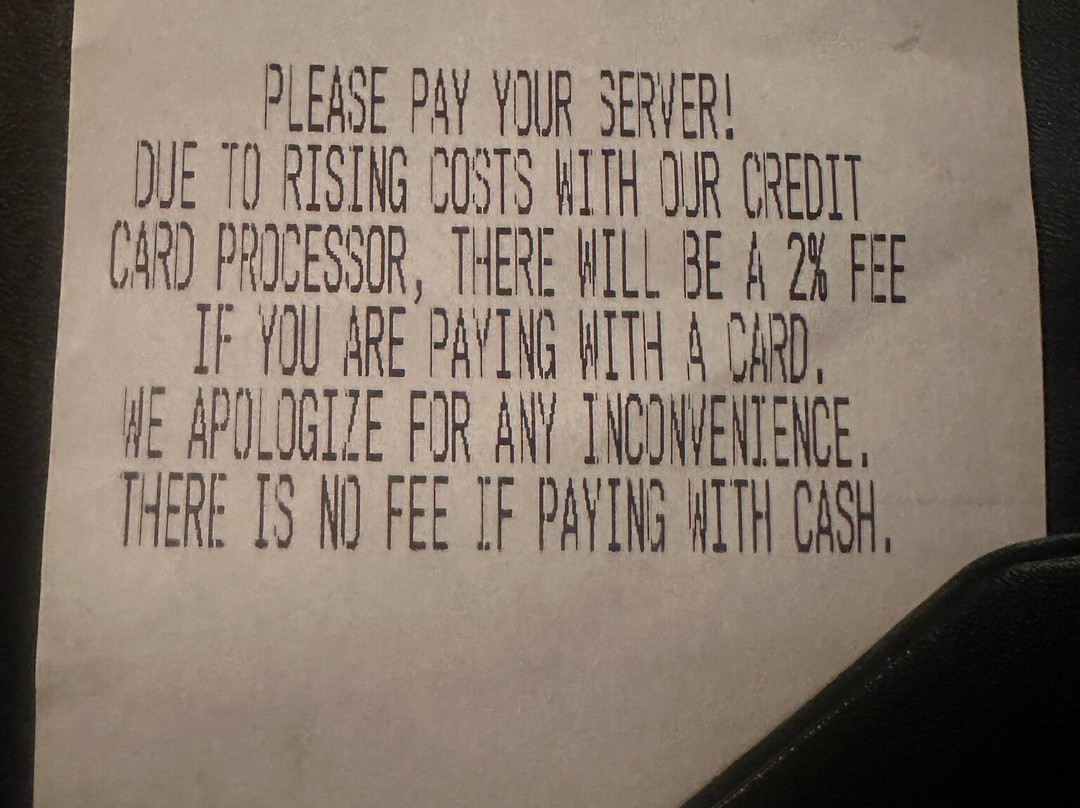 PLEASE PAY YOUR SERVER!
DUE TO RISING COSTS WITH OUR CREDIT
CARD PROCESSOR, THERE WILL BE A 2% FEE
IF YOU ARE PAYING WITH A CARD.
WE APOLOGIZE FOR ANY INCONVENIENCE.
THERE IS NO FEE IF PAYING WITH CASH.